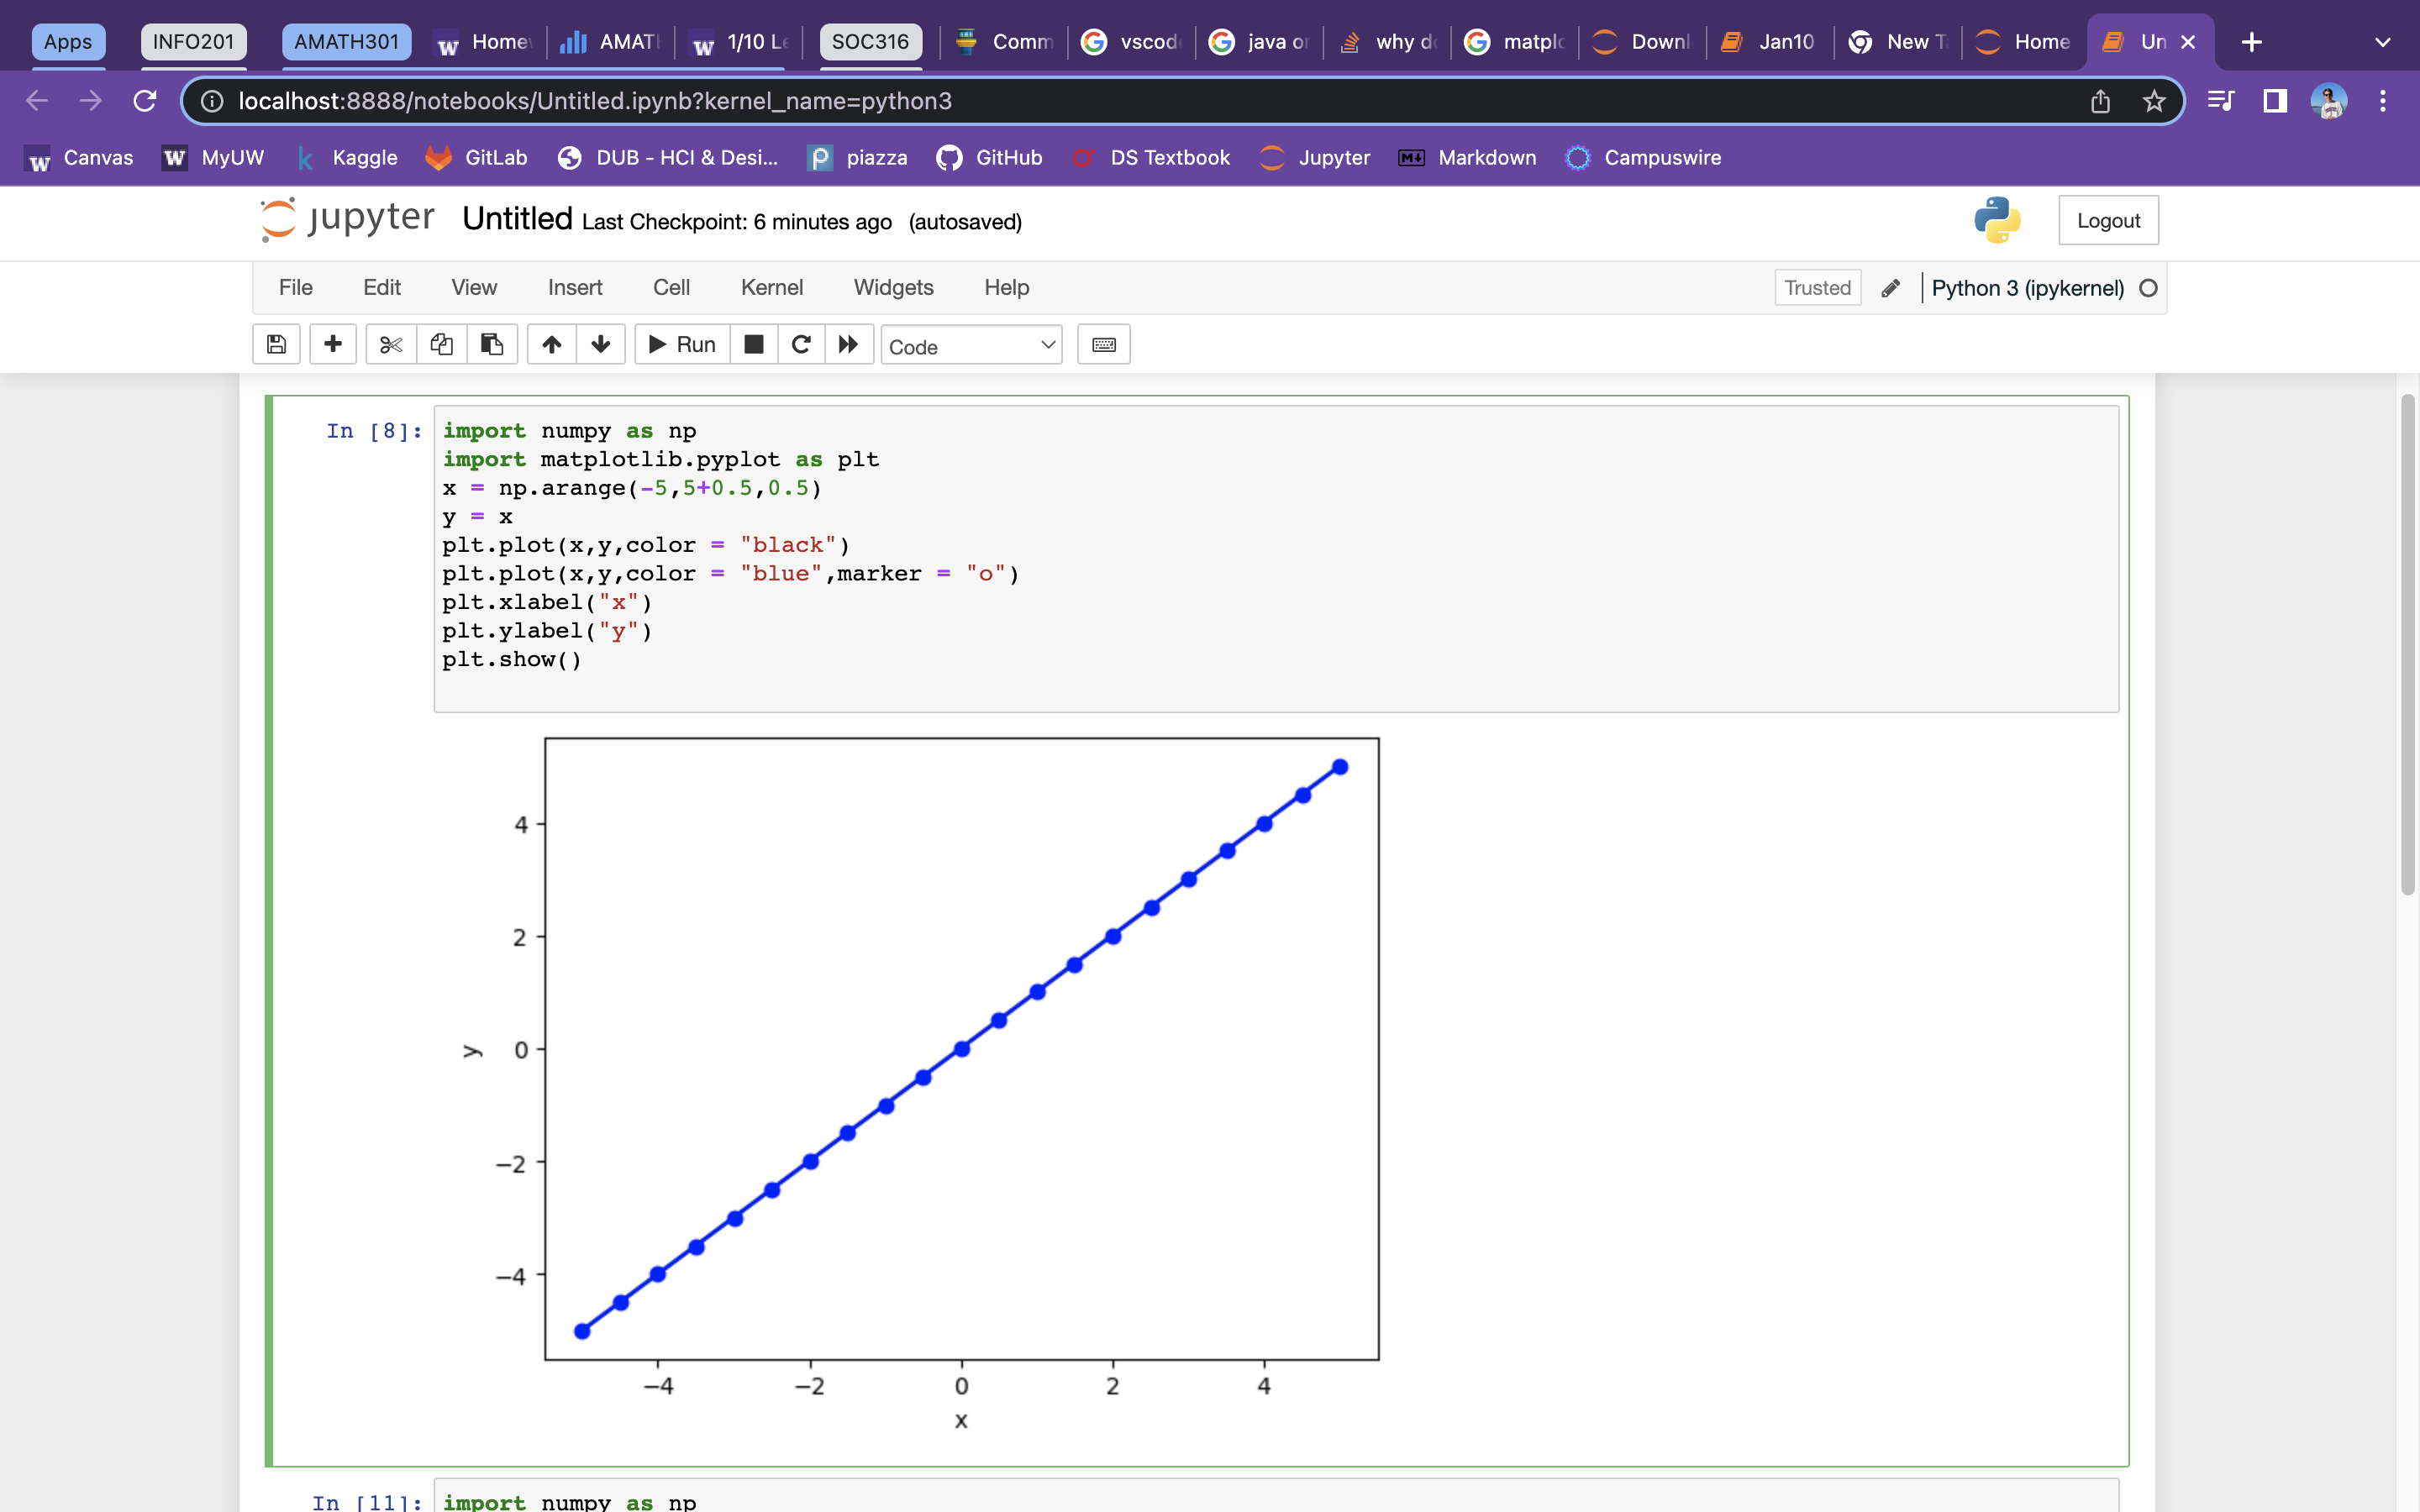 Apps INFO201 AMATH301 Home AMAT 1/10 Le SOC316 Comm vscod java or why d matplo Downl Jan10 New T Home Un
localhost:8888/notebooks/Untitled.ipynb?kernel_name=python3
Canvas MyUW Kaggle GitLab DUB - HCI & Desi... piazza GitHub DS Textbook Jupyter Markdown Campuswire
jupyter Untitled Last Checkpoint: 6 minutes ago (autosaved) Logout
File Edit View Insert Cell Kernel Widgets Help Trusted Python 3 (ipykernel)
Run Code
In [8]: import numpy as np
import matplotlib.pyplot as plt
x = np.arange(-5,5+0.5,0.5)
y = x
plt.plot(x,y,color = "black")
plt.plot(x,y,color = "blue",marker = "o")
plt.xlabel("x")
plt.ylabel("y")
plt.show()
4
2
y 0
−2
−4
−4 −2 0 2 4
x
In [11]: import numpy as np